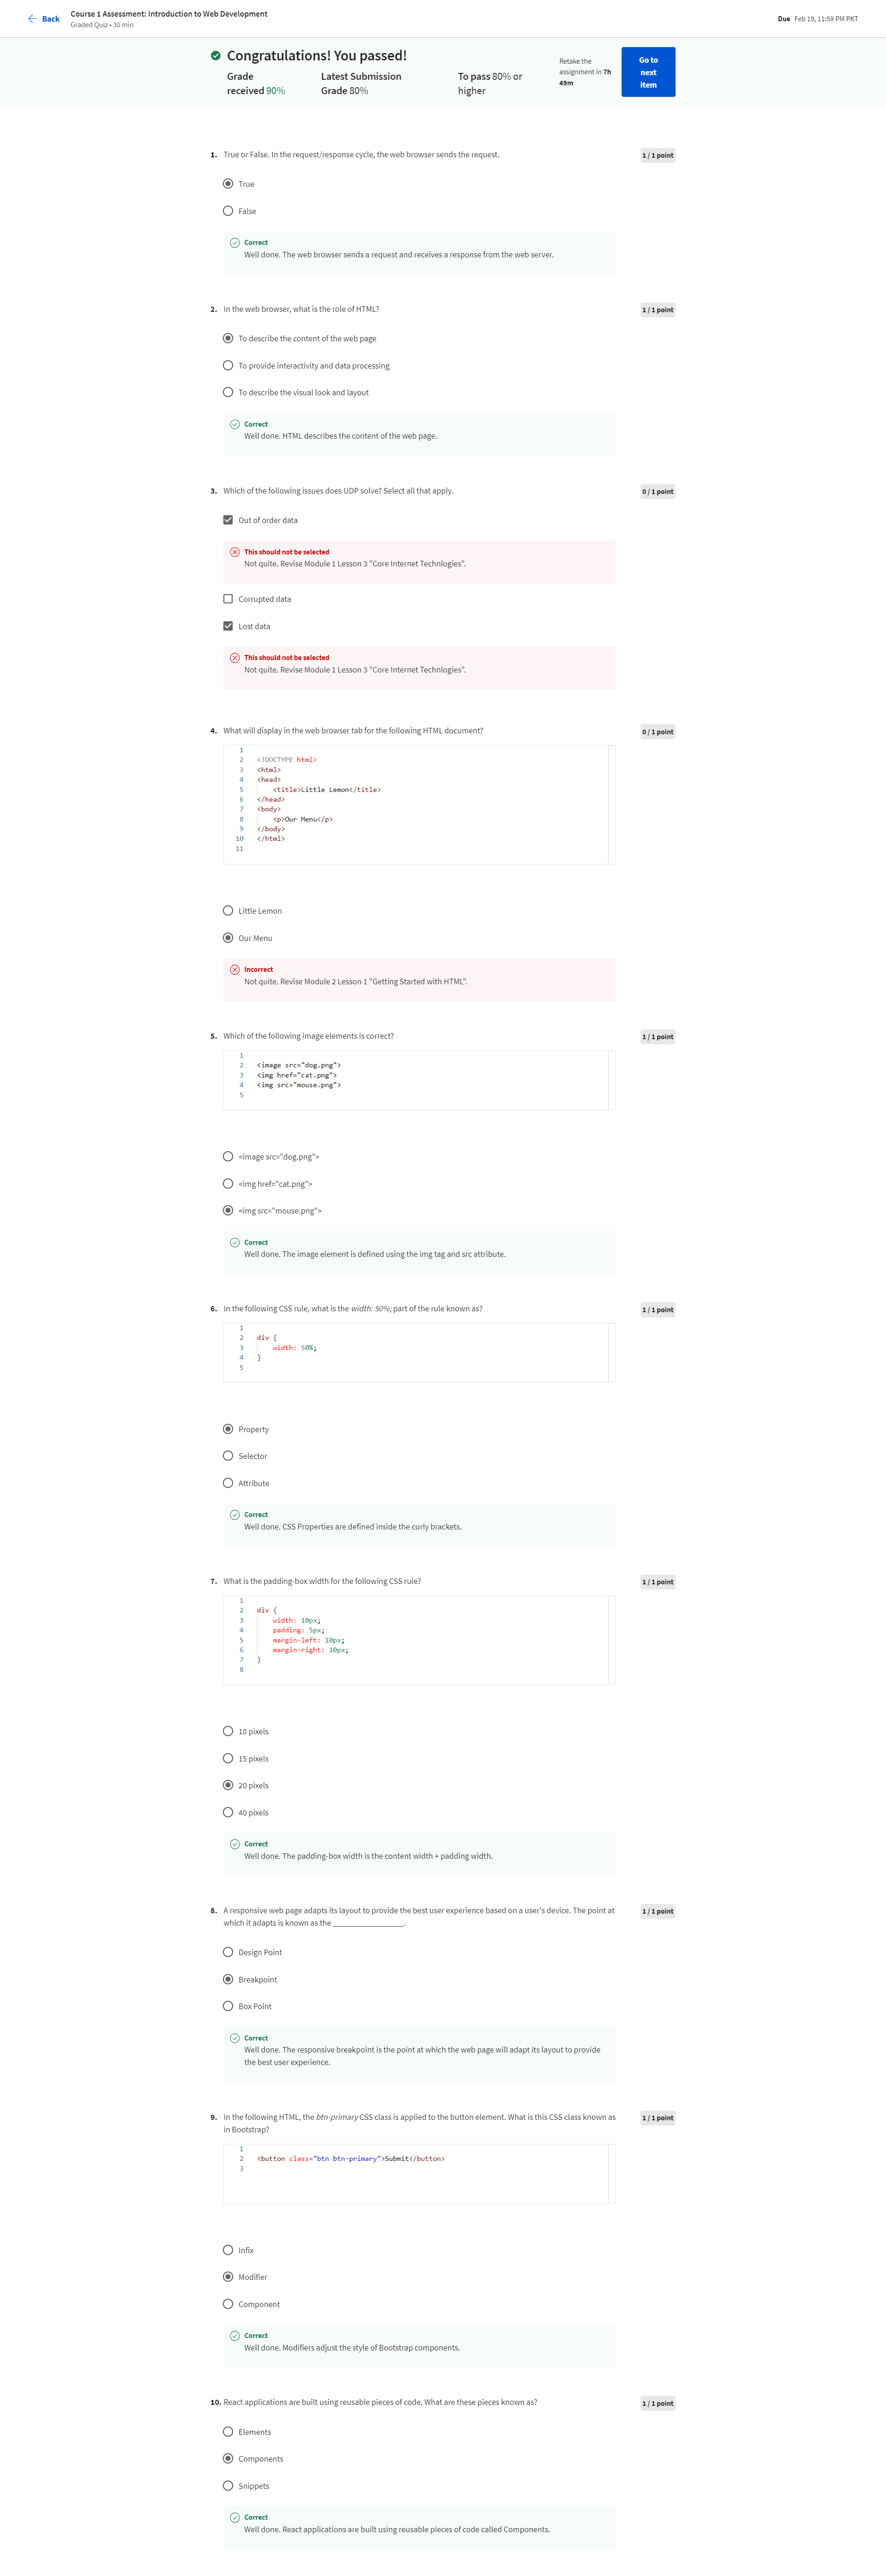 Back
Course 1 Assessment: Introduction to Web Development
Graded Quiz • 30 min
Due Feb 19, 11:59 PM PKT
Congratulations! You passed!
Grade
received 90%
Latest Submission
Grade 80%
To pass 80% or
higher
Retake the
assignment in 7h
49m
Go to
next
item
1. True or False. In the request/response cycle, the web browser sends the request.
1 / 1 point
True
False
Correct
Well done. The web browser sends a request and receives a response from the web server.
2. In the web browser, what is the role of HTML?
1 / 1 point
To describe the content of the web page
To provide interactivity and data processing
To describe the visual look and layout
Correct
Well done. HTML describes the content of the web page.
3. Which of the following issues does UDP solve? Select all that apply.
0 / 1 point
Out of order data
This should not be selected
Not quite. Revise Module 1 Lesson 3 "Core Internet Technlogies".
Corrupted data
Lost data
This should not be selected
Not quite. Revise Module 1 Lesson 3 "Core Internet Technlogies".
4. What will display in the web browser tab for the following HTML document?
0 / 1 point
1
2 <!DOCTYPE html>
3 <html>
4 <head>
5 <title>Little Lemon</title>
6 </head>
7 <body>
8 <p>Our Menu</p>
9 </body>
10 </html>
11
Little Lemon
Our Menu
Incorrect
Not quite. Revise Module 2 Lesson 1 "Getting Started with HTML".
5. Which of the following image elements is correct?
1 / 1 point
1
2 <image src="dog.png">
3 <img href="cat.png">
4 <img src="mouse.png">
5
<image src="dog.png">
<img href="cat.png">
<img src="mouse.png">
Correct
Well done. The image element is defined using the img tag and src attribute.
6. In the following CSS rule, what is the width: 50%; part of the rule known as?
1 / 1 point
1
2 div {
3 width: 50%;
4 }
5
Property
Selector
Attribute
Correct
Well done. CSS Properties are defined inside the curly brackets.
7. What is the padding-box width for the following CSS rule?
1 / 1 point
1
2 div {
3 width: 10px;
4 padding: 5px;
5 margin-left: 10px;
6 margin-right: 10px;
7 }
8
10 pixels
15 pixels
20 pixels
40 pixels
Correct
Well done. The padding-box width is the content width + padding width.
8. A responsive web page adapts its layout to provide the best user experience based on a user's device. The point at
which it adapts is known as the _________________.
1 / 1 point
Design Point
Breakpoint
Box Point
Correct
Well done. The responsive breakpoint is the point at which the web page will adapt its layout to provide
the best user experience.
9. In the following HTML, the btn-primary CSS class is applied to the button element. What is this CSS class known as
in Bootstrap?
1 / 1 point
1
2 <button class="btn btn-primary">Submit</button>
3
Infix
Modifier
Component
Correct
Well done. Modifiers adjust the style of Bootstrap components.
10. React applications are built using reusable pieces of code. What are these pieces known as?
1 / 1 point
Elements
Components
Snippets
Correct
Well done. React applications are built using reusable pieces of code called Components.